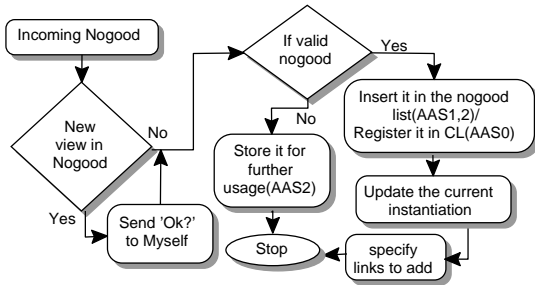 Incoming Nogood
New
view in
Nogood
Yes
No
Send 'Ok?'
to Myself
If valid
nogood
Yes
No
Store it for
further
usage(AAS2)
Insert it in the nogood
list(AAS1,2)/
Register it in CL(AAS0)
Update the current
instantiation
specify
links to add
Stop